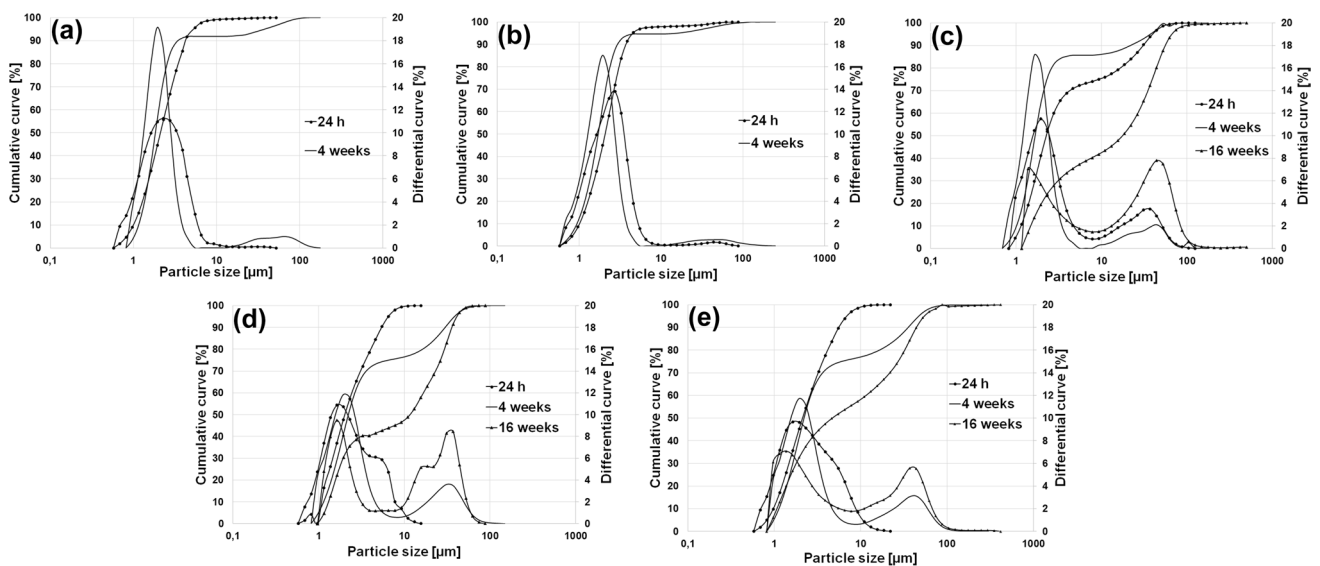 (a)
Cumulative curve [%]
100
90
80
70
60
50
40
30
20
10
0
20
18
16
14
12
10
8
6
4
2
0
Differential curve [%]
24 h
4 weeks
0,1 1 10 100 1000
Particle size [µm]
(b)
Cumulative curve [%]
100
90
80
70
60
50
40
30
20
10
0
20
18
16
14
12
10
8
6
4
2
0
Differential curve [%]
24 h
4 weeks
0,1 1 10 100 1000
Particle size [µm]
(c)
Cumulative curve [%]
100
90
80
70
60
50
40
30
20
10
0
20
18
16
14
12
10
8
6
4
2
0
Differential curve [%]
24 h
4 weeks
16 weeks
0,1 1 10 100 1000
Particle size [µm]
(d)
Cumulative curve [%]
100
90
80
70
60
50
40
30
20
10
0
20
18
16
14
12
10
8
6
4
2
0
Differential curve [%]
24 h
4 weeks
16 weeks
0,1 1 10 100 1000
Particle size [µm]
(e)
Cumulative curve [%]
100
90
80
70
60
50
40
30
20
10
0
20
18
16
14
12
10
8
6
4
2
0
Differential curve [%]
24 h
4 weeks
16 weeks
0,1 1 10 100 1000
Particle size [µm]